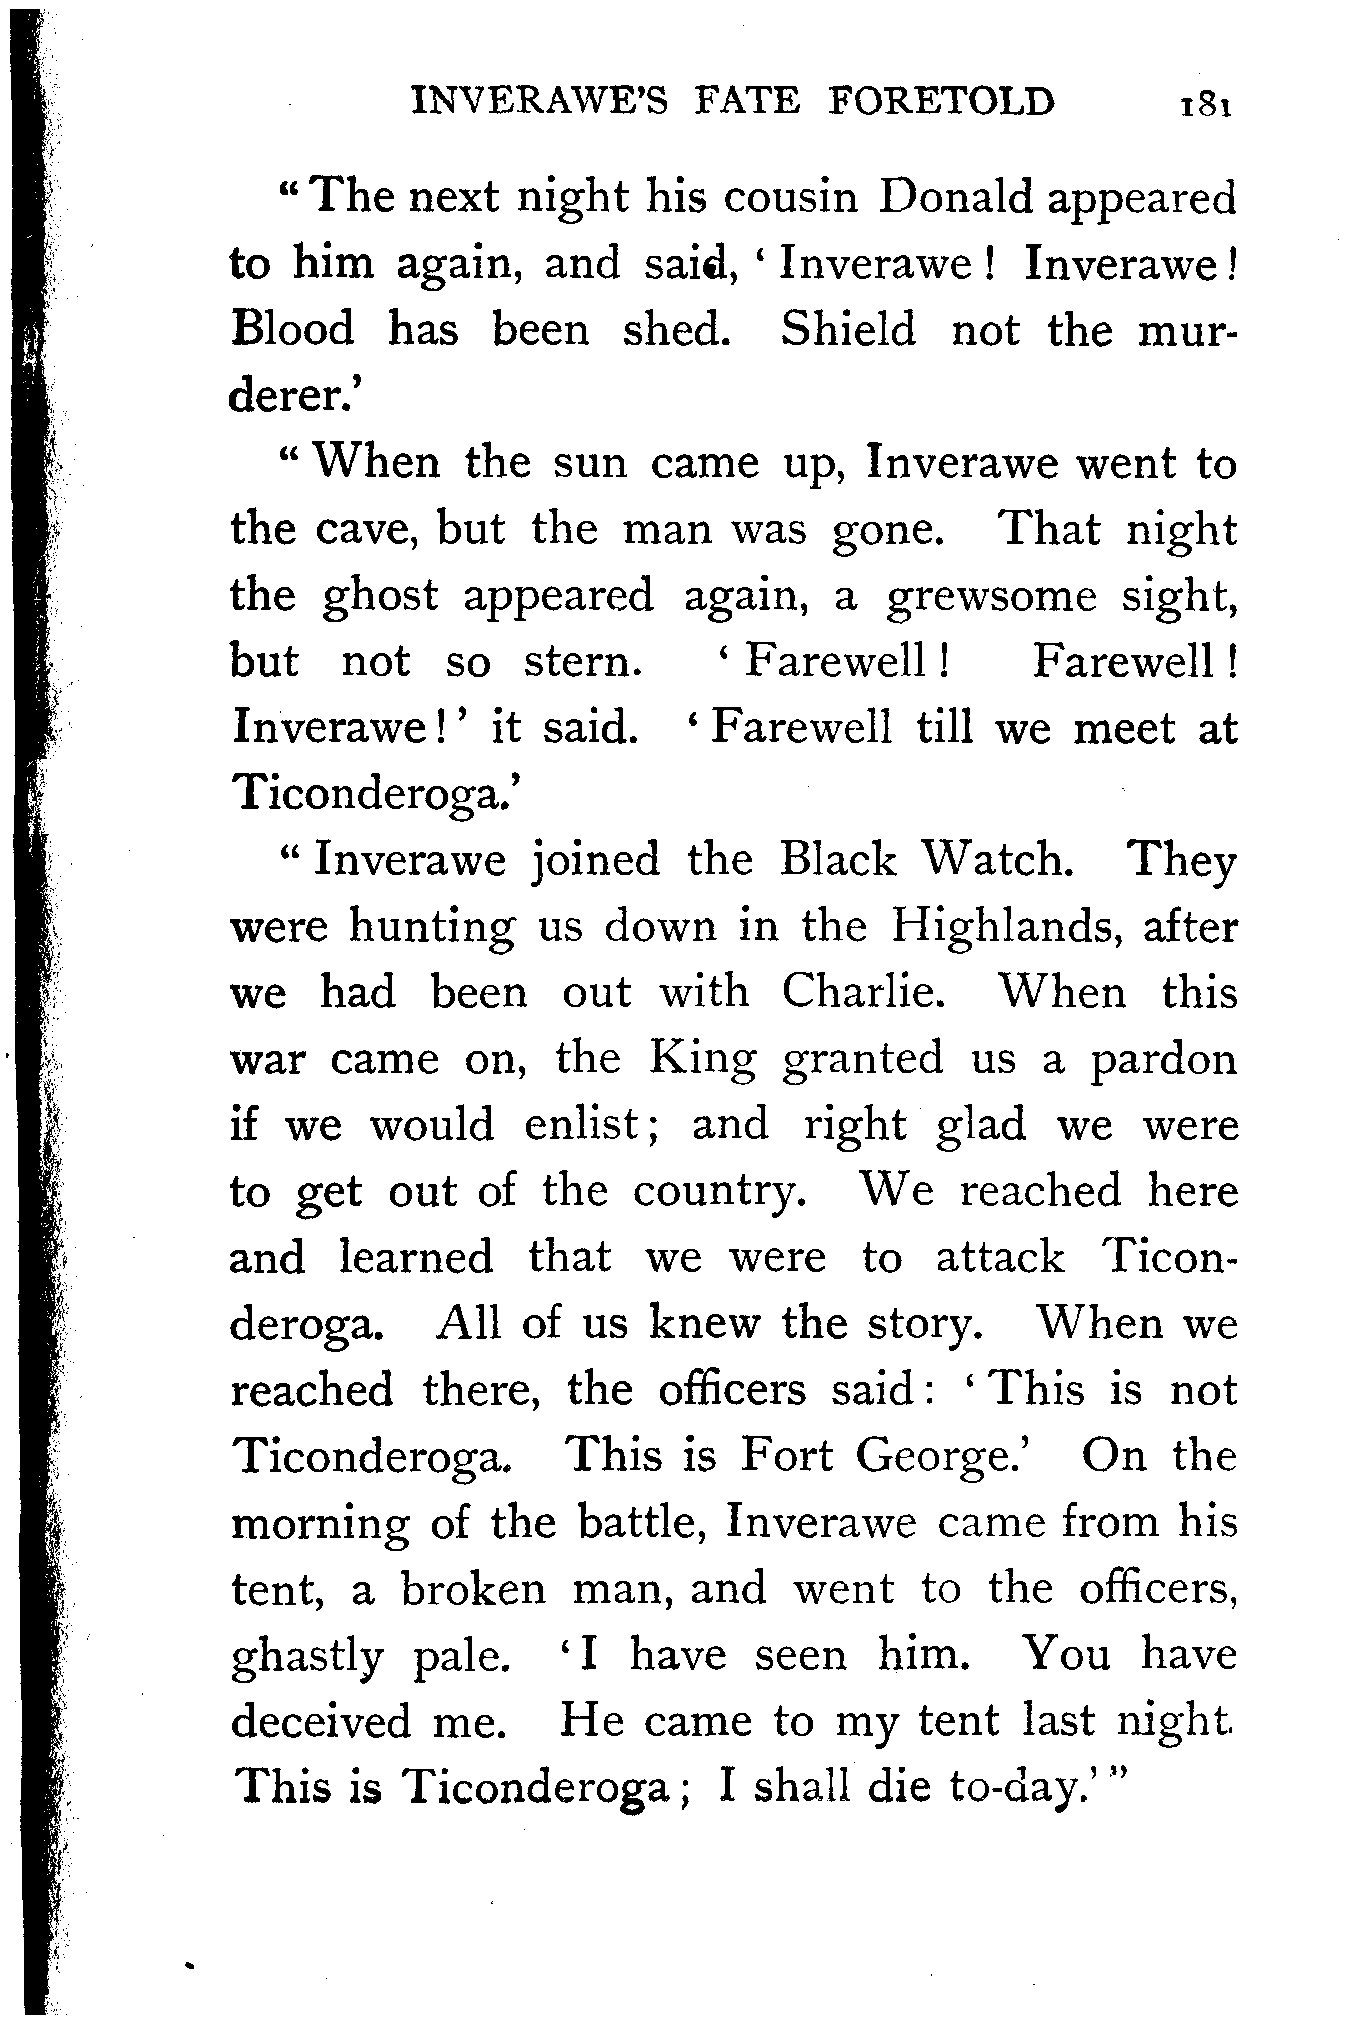 INVERAWE'S FATE FORETOLD 181
“ The next night his cousin Donald appeared
to him again, and said, ‘ Inverawe ! Inverawe !
Blood has been shed. Shield not the mur-
derer.’
“ When the sun came up, Inverawe went to
the cave, but the man was gone. That night
the ghost appeared again, a grewsome sight,
but not so stern. ‘ Farewell ! Farewell !
Inverawe ! ’ it said. ‘ Farewell till we meet at
Ticonderoga.’
“ Inverawe joined the Black Watch. They
were hunting us down in the Highlands, after
we had been out with Charlie. When this
war came on, the King granted us a pardon
if we would enlist ; and right glad we were
to get out of the country. We reached here
and learned that we were to attack Ticon-
deroga. All of us knew the story. When we
reached there, the officers said : ‘ This is not
Ticonderoga. This is Fort George.’ On the
morning of the battle, Inverawe came from his
tent, a broken man, and went to the officers,
ghastly pale. ‘ I have seen him. You have
deceived me. He came to my tent last night.
This is Ticonderoga ; I shall die to-day.’ ”